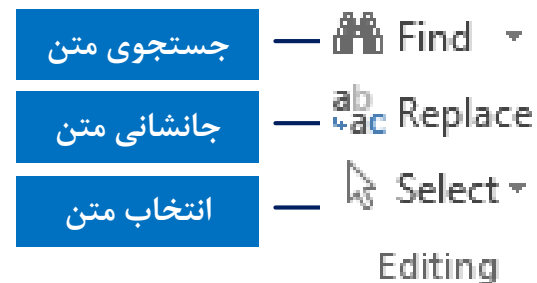 جستجوی متن Find
جانشانی متن Replace
انتخاب متن Select
Editing